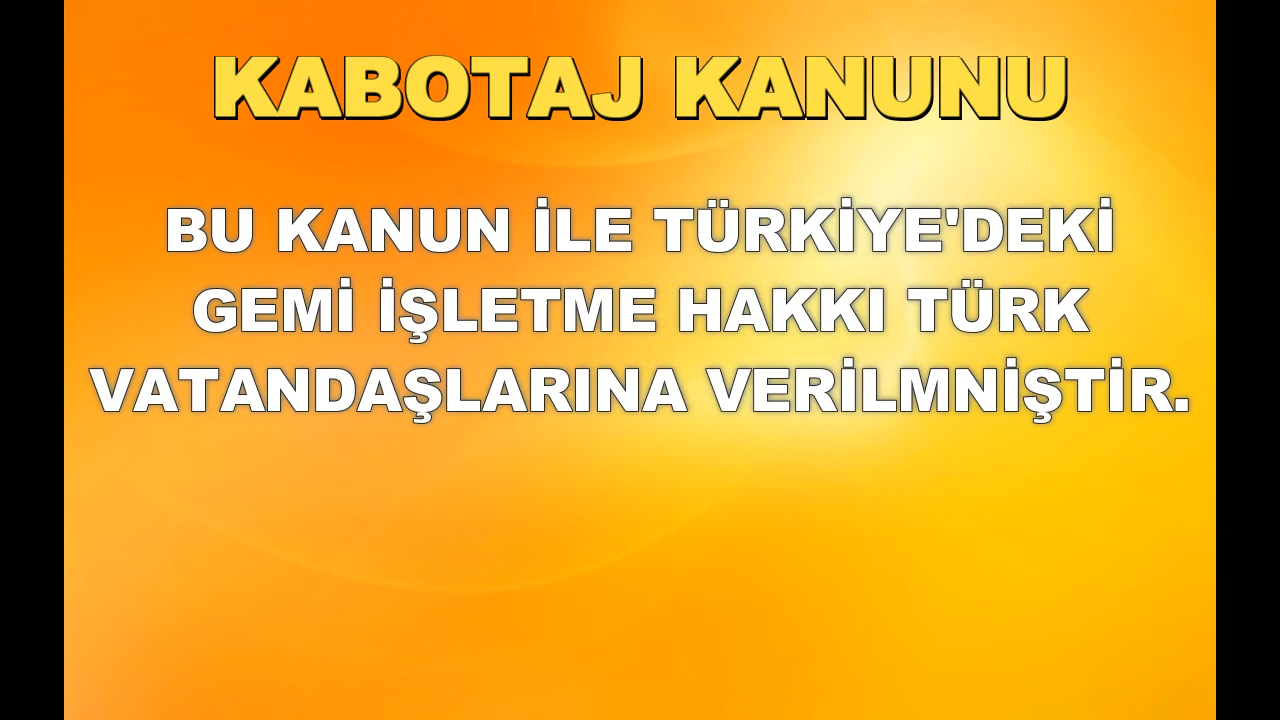 KABOTAJ KANUNU
BU KANUN İLE TÜRKİYE'DEKİ
GEMİ İŞLETME HAKKI TÜRK
VATANDAŞLARINA VERİLMNİŞTİR.